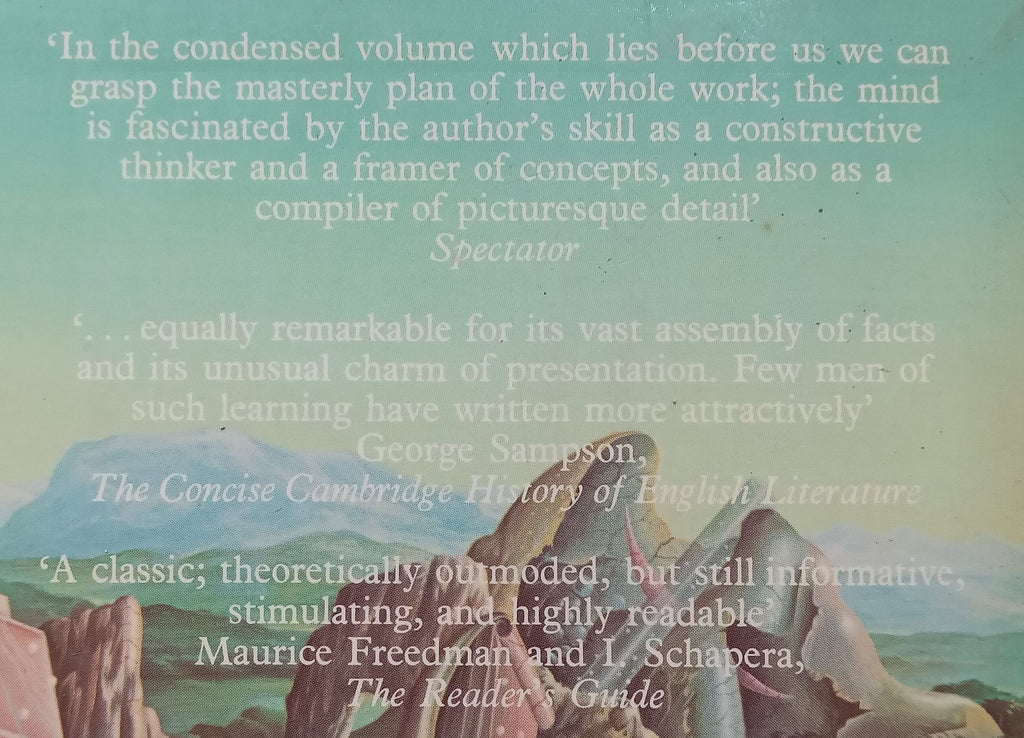 ‘In the condensed volume which lies before us we can
grasp the masterly plan of the whole work; the mind
is fascinated by the author’s skill as a constructive
thinker and a framer of concepts, and also as a
compiler of picturesque detail’
Spectator
‘. . . equally remarkable for its vast assembly of facts
and its unusual charm of presentation. Few men of
such learning have written more attractively’
George Sampson,
The Concise Cambridge History of English Literature
‘A classic; theoretically outmoded, but still informative,
stimulating, and highly readable’
Maurice Freedman and I. Schapera,
The Reader’s Guide